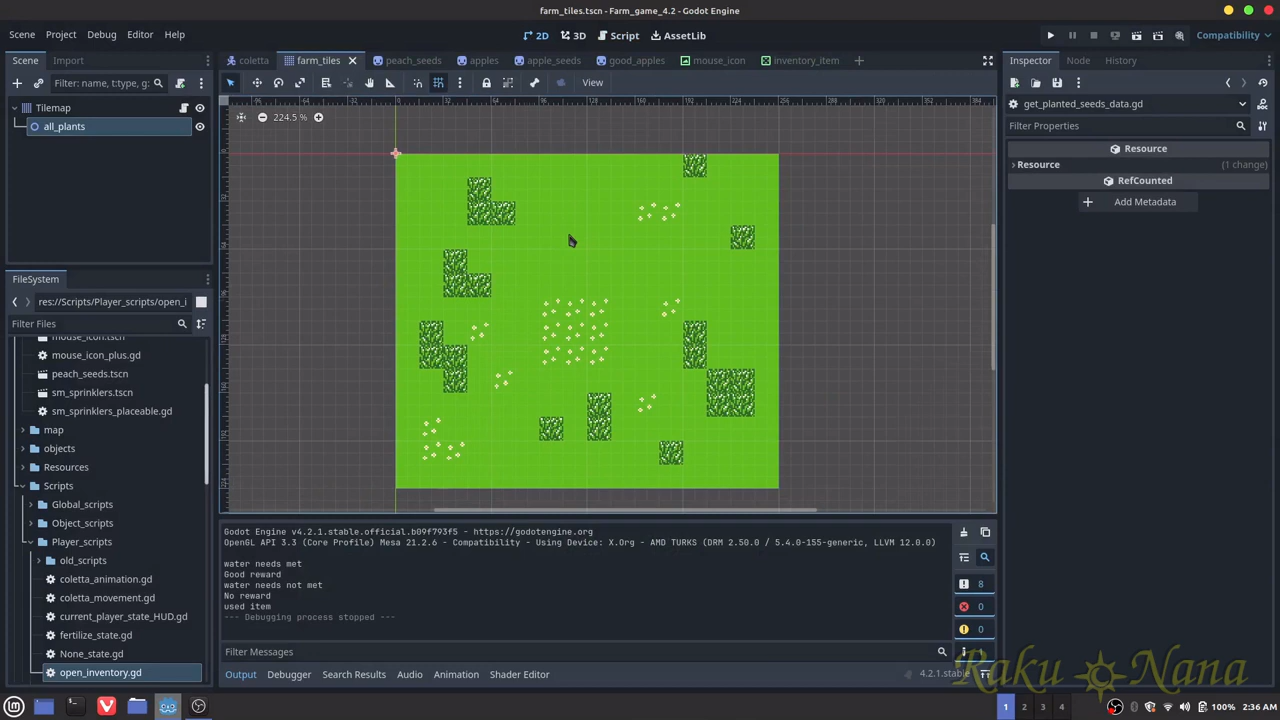 farm_tiles.tscn - Farm_game_4.2 - Godot Engine
Scene Project Debug Editor Help
2D 3D Script AssetLib
Compatibility
Scene Import
coletta farm_tiles peach_seeds apples apple_seeds good_apples mouse_icon inventory_item
Inspector Node History
Filter: name, t:type, g:
View
Tilemap
all_plants
get_planted_seeds_data.gd
Filter Properties
Resource
Resource (1 change)
RefCounted
Add Metadata
224.5 %
FileSystem
res://Scripts/Player_scripts/open_i
Filter Files
mouse_icon.tscn
mouse_icon_plus.gd
peach_seeds.tscn
sm_sprinklers.tscn
sm_sprinklers_placeable.gd
map
objects
Resources
Scripts
Global_scripts
Object_scripts
Player_scripts
old_scripts
coletta_animation.gd
coletta_movement.gd
current_player_state_HUD.gd
fertilize_state.gd
None_state.gd
open_inventory.gd
Godot Engine v4.2.1.stable.official.b09f793f5 - https://godotengine.org
OpenGL API 3.3 (Core Profile) Mesa 21.2.6 - Compatibility - Using Device: X.Org - AMD TURKS (DRM 2.50.0 / 5.4.0-155-generic, LLVM 12.0.0)
water needs met
Good reward
water needs not met
No reward
used item
--- Debugging process stopped ---
8
0
0
Filter Messages
Output Debugger Search Results Audio Animation Shader Editor
4.2.1.stable
Raku Nana
1 2 3 4
100% 2:36 AM